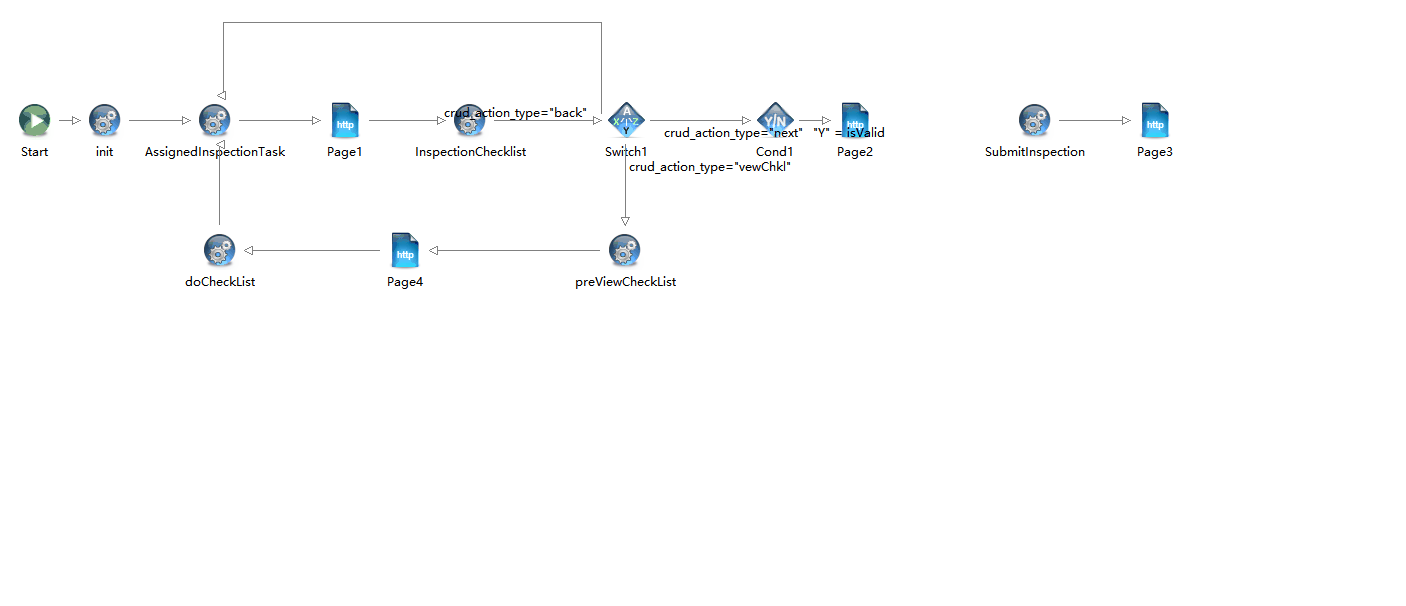 crud_action_type="back"
A
X Z
Y
Y/N
http
http
http
crud_action_type="next"
"Y" = isValid
Start
init
AssignedInspectionTask
Page1
InspectionChecklist
Switch1
Cond1
Page2
SubmitInspection
Page3
crud_action_type="vewChkl"
http
doCheckList
Page4
preViewCheckList